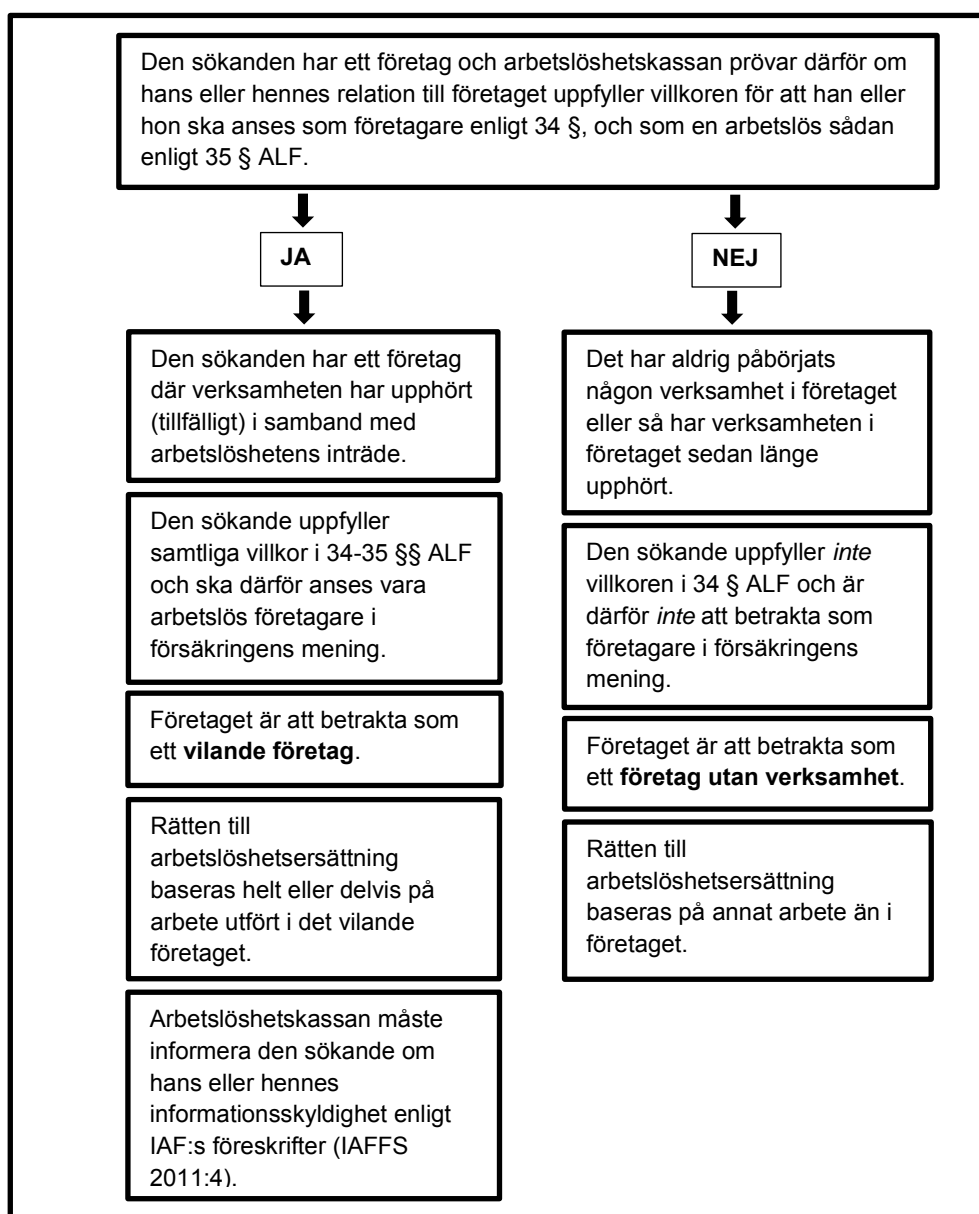 Den sökanden har ett företag och arbetslöshetskassan prövar därför om
hans eller hennes relation till företaget uppfyller villkoren för att han eller
hon ska anses som företagare enligt 34 §, och som en arbetslös sådan
enligt 35 § ALF.
JA
Den sökanden har ett företag
där verksamheten har upphört
(tillfälligt) i samband med
arbetslöshetens inträde.
Den sökande uppfyller
samtliga villkor i 34-35 §§ ALF
och ska därför anses vara
arbetslös företagare i
försäkringens mening.
Företaget är att betrakta som
ett vilande företag.
Rätten till
arbetslöshetsersättning
baseras helt eller delvis på
arbete utfört i det vilande
företaget.
Arbetslöshetskassan måste
informera den sökande om
hans eller hennes
informationsskyldighet enligt
IAF:s föreskrifter (IAFFS
2011:4).
NEJ
Det har aldrig påbörjats
någon verksamhet i företaget
eller så har verksamheten i
företaget sedan länge
upphört.
Den sökande uppfyller inte
villkoren i 34 § ALF och är
därför inte att betrakta som
företagare i försäkringens
mening.
Företaget är att betrakta som
ett företag utan verksamhet.
Rätten till
arbetslöshetsersättning
baseras på annat arbete än i
företaget.